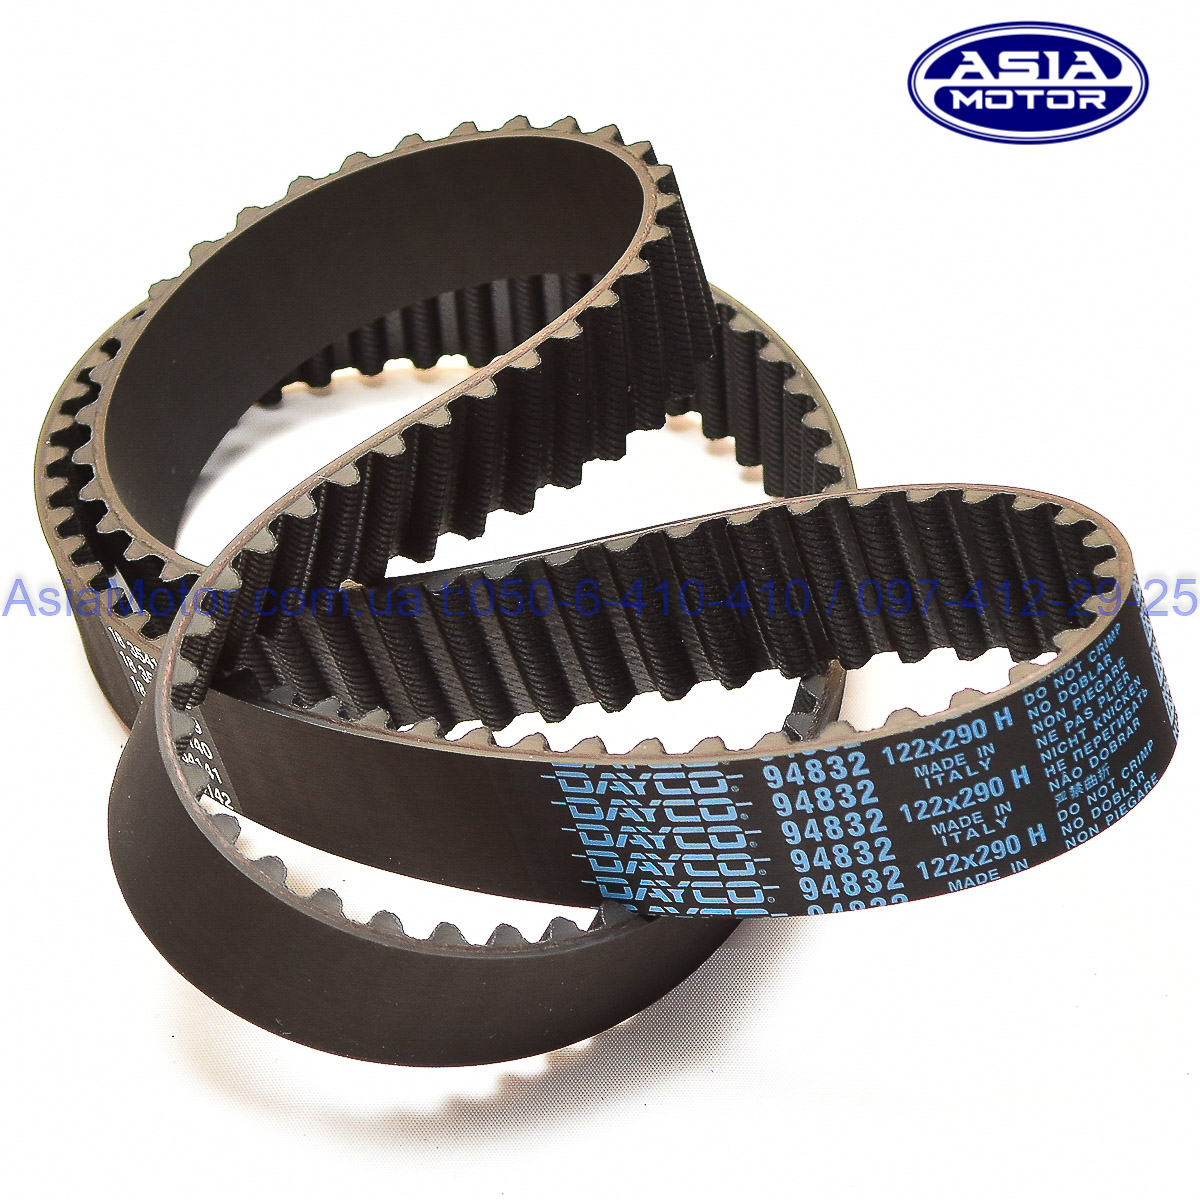 ASIA
MOTOR
AsiaMotor.com.ua t:050-6-410-410 / 097-412-29-25
DAYCO 94832 122x290 H
MADE IN
ITALY
DAYCO 94832 122x290 H
MADE IN
ITALY
DAYCO 94832 122x290 H
MADE IN
DAYCO 94832
DAYCO 94832
94832
DO NOT CRIMP
NO DOBLAR
NON PIEGARE
NE PAS PLIER
NICHT KNICKEN
НЕ ПЕРЕГИБАТЬ
NÃO DOBRAR
严禁曲折
DO NOT CRIMP
NO DOBLAR
NON PIEGARE